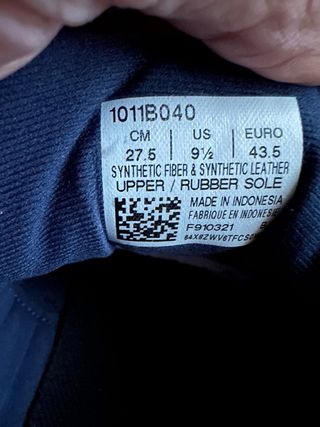 1011B040
CM US EURO
27.5 9½ 43.5
SYNTHETIC FIBER & SYNTHETIC LEATHER
UPPER / RUBBER SOLE
MADE IN INDONESIA
FABRIQUE EN INDONESIE
F910321